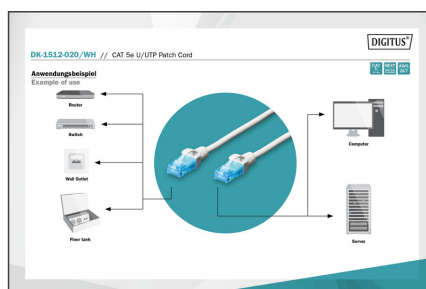 DIGITUS®
DK-1512-020/WH // CAT 5e U/UTP Patch Cord
Anwendungsbeispiel
Example of use
Router
Switch
Wall Outlet
Floor tank
Computer
Server